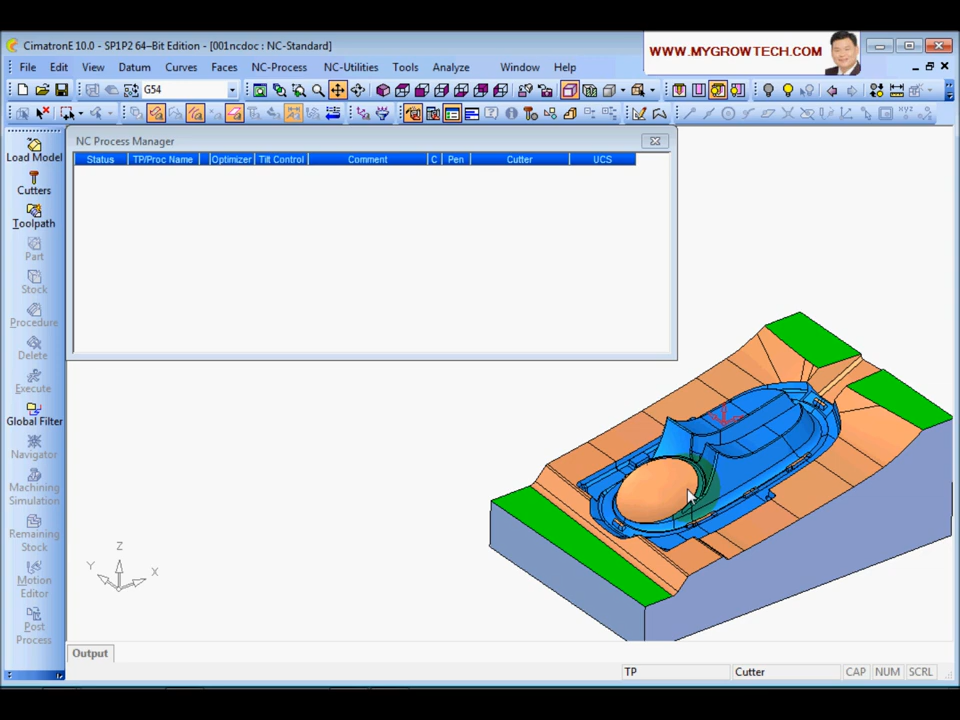 CimatronE 10.0 - SP1P2 64-Bit Edition - [001ncdoc : NC-Standard]
WWW.MYGROWTECH.COM
File Edit View Datum Curves Faces NC-Process NC-Utilities Tools Analyze Window Help
G54
NC Process Manager
Status TP/Proc Name Optimizer Tilt Control Comment C Pen Cutter UCS
Load Model
Cutters
Toolpath
Part
Stock
Procedure
Delete
Execute
Global Filter
Navigator
Machining
Simulation
Remaining
Stock
Motion
Editor
Post
Process
Z
Y
X
Output
TP Cutter CAP NUM SCRL